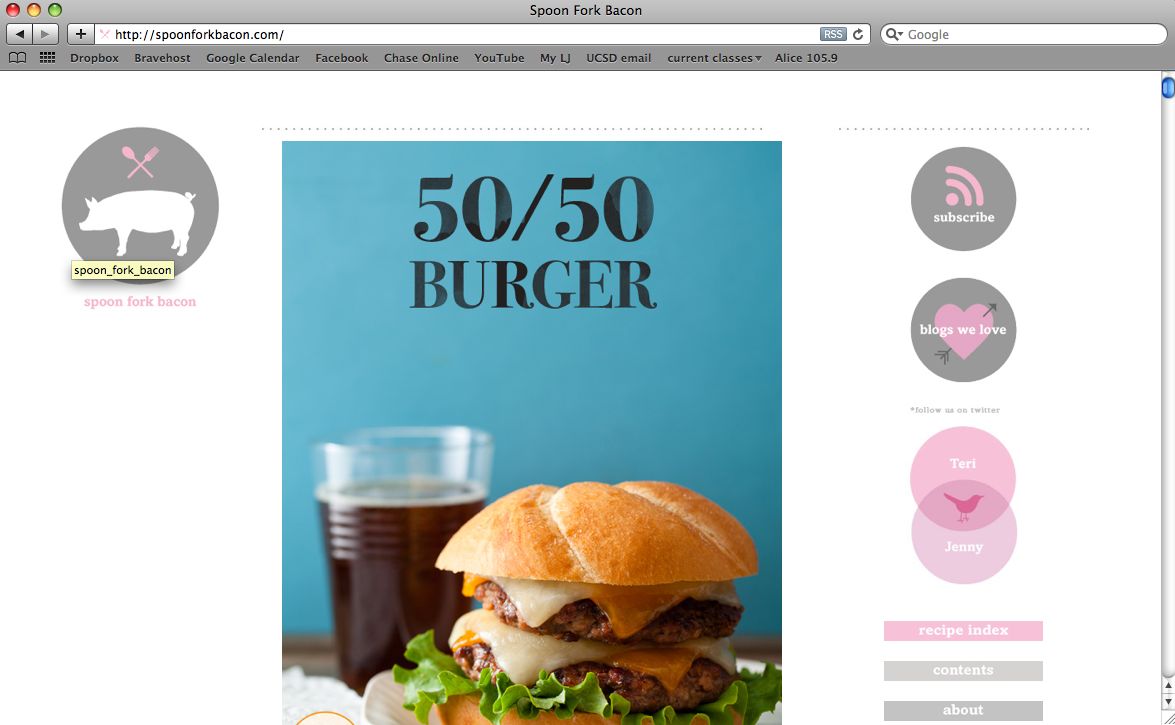 Spoon Fork Bacon
http://spoonforkbacon.com/
RSS
Google
Dropbox
Bravehost
Google Calendar
Facebook
Chase Online
YouTube
My LJ
UCSD email
current classes
Alice 105.9
spoon_fork_bacon
spoon fork bacon
50/50
BURGER
subscribe
blogs we love
*follow us on twitter
Teri
Jenny
recipe index
contents
about